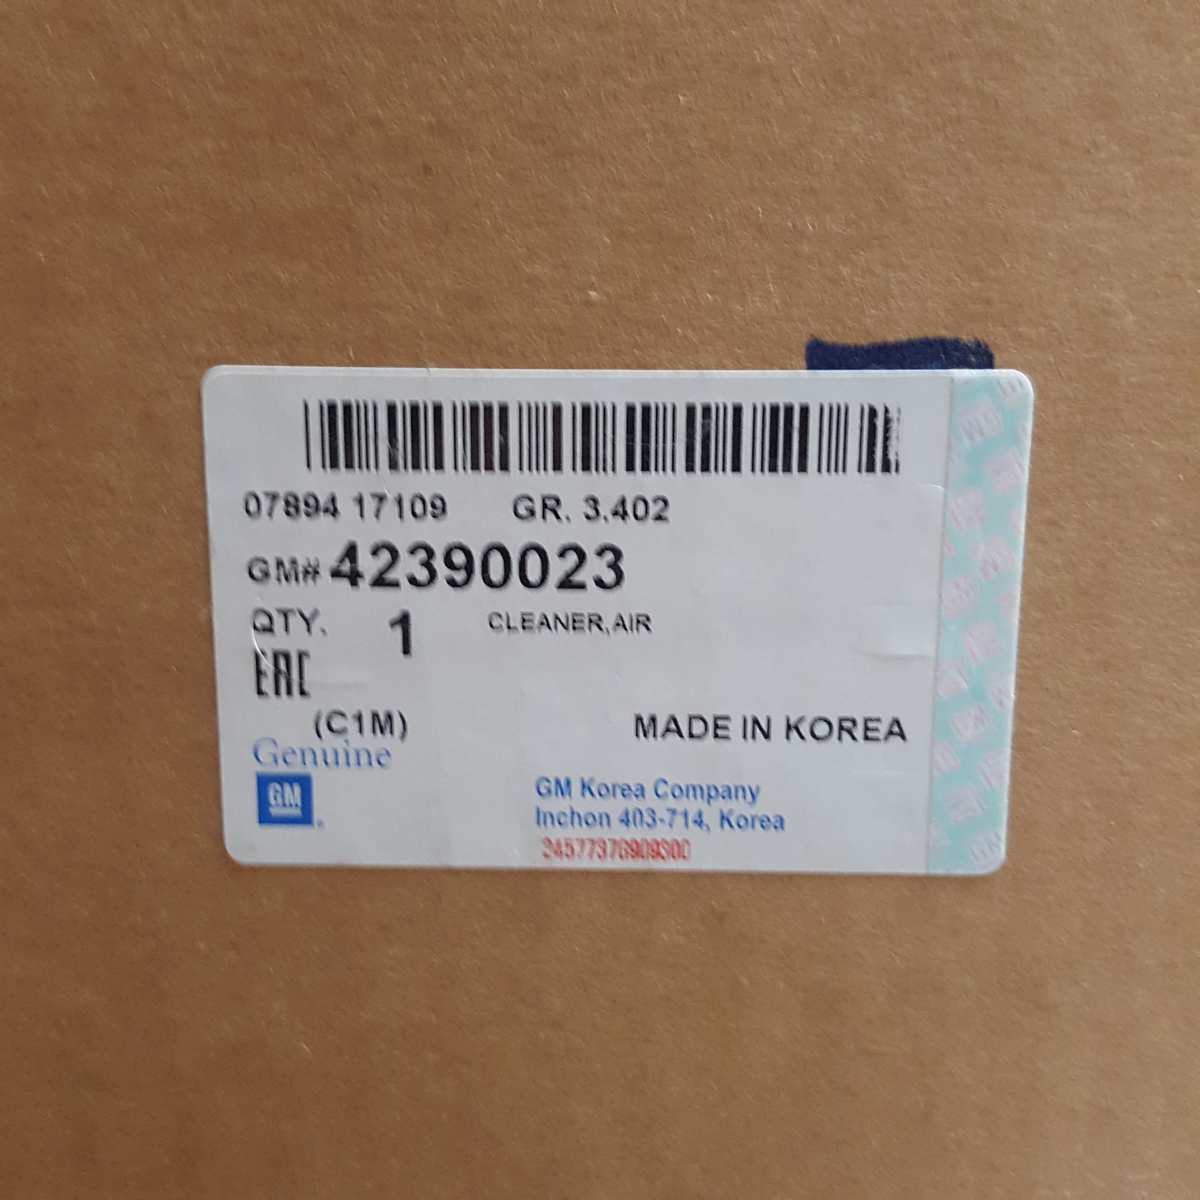 07894 17109 GR. 3.402
GM# 42390023
QTY. 1 CLEANER,AIR
EAC
(C1M) MADE IN KOREA
Genuine
GM
GM Korea Company
Inchon 403-714, Korea